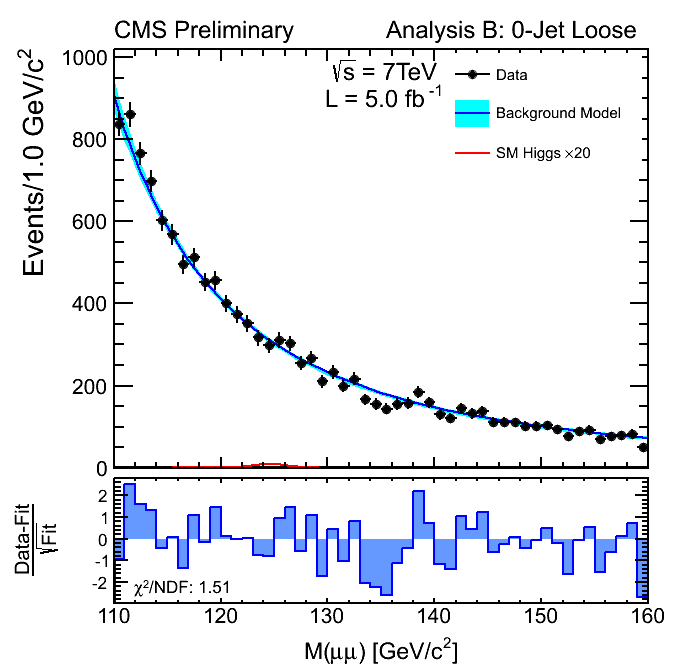 CMS Preliminary
Analysis B: 0-Jet Loose
Events/1.0 GeV/c²
1000
800
600
400
200
0
√s = 7TeV
L = 5.0 fb⁻¹
Data
Background Model
SM Higgs ×20
Data-Fit
√Fit
2
1
0
-1
-2
χ²/NDF: 1.51
110 120 130 140 150 160
M(μμ) [GeV/c²]